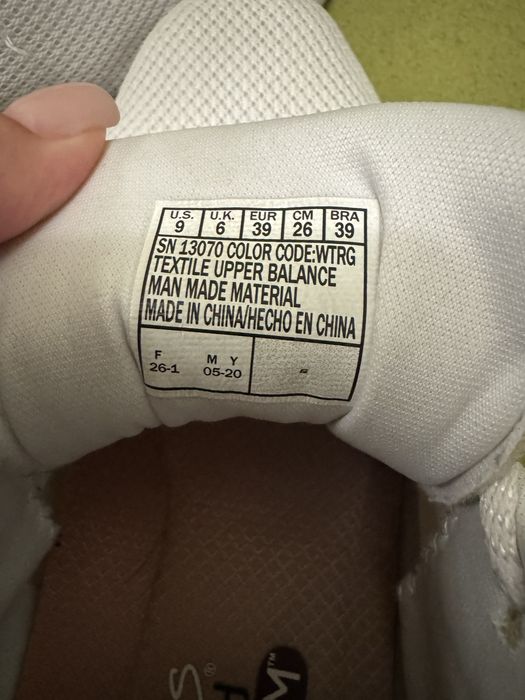 U.S. U.K. EUR CM BRA
9 6 39 26 39
SN 13070 COLOR CODE:WTRG
TEXTILE UPPER BALANCE
MAN MADE MATERIAL
MADE IN CHINA/HECHO EN CHINA
F M Y
26-1 05-20